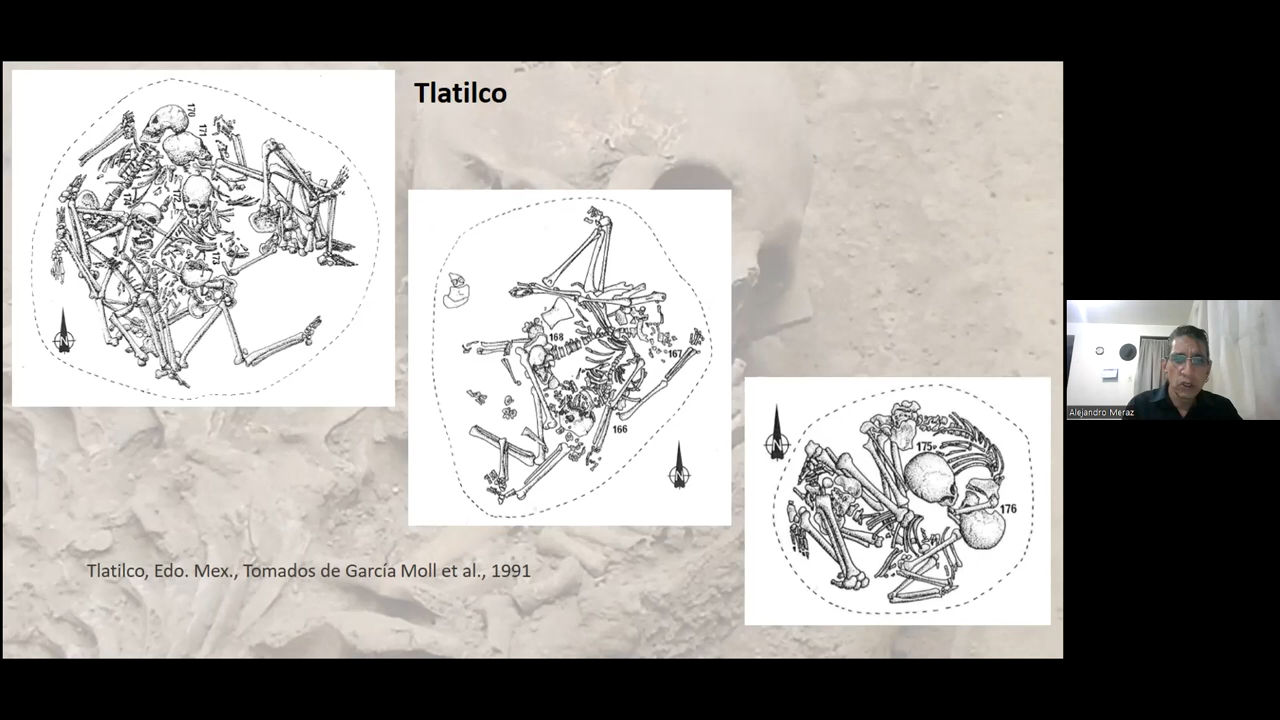 Tlatilco
170
171
172
174
173
N
168
167
166
N
175
176
N
Tlatilco, Edo. Mex., Tomados de García Moll et al., 1991
Alejandro Meraz